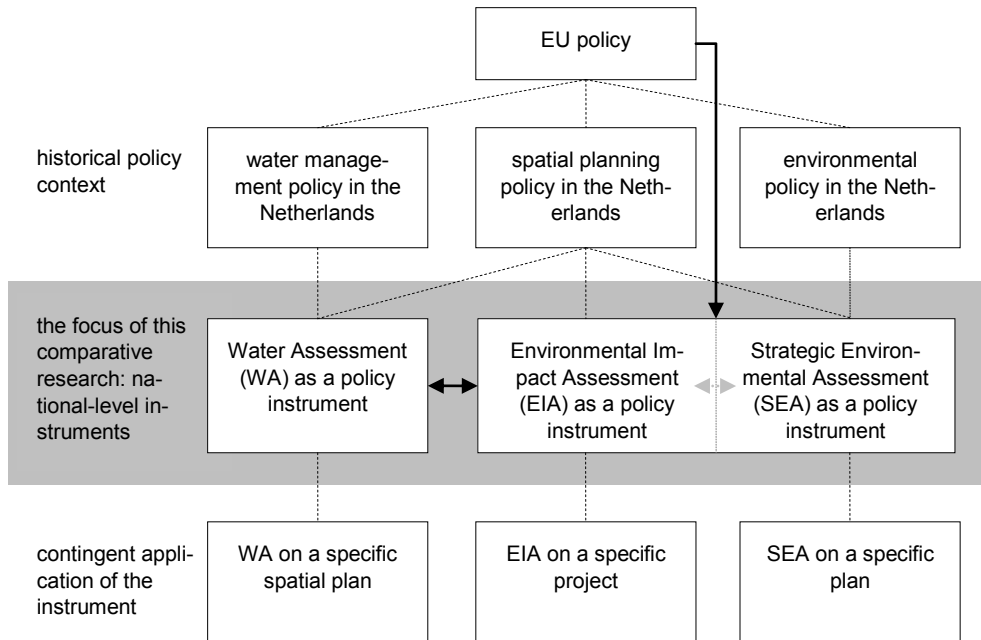 EU policy
historical policy
context
water manage-
ment policy in the
Netherlands
spatial planning
policy in the Neth-
erlands
environmental
policy in the Neth-
erlands
the focus of this
comparative
research: na-
tional-level in-
struments
Water Assessment
(WA) as a policy
instrument
Environmental Im-
pact Assessment
(EIA) as a policy
instrument
Strategic Environ-
mental Assessment
(SEA) as a policy
instrument
contingent appli-
cation of the
instrument
WA on a specific
spatial plan
EIA on a specific
project
SEA on a specific
plan